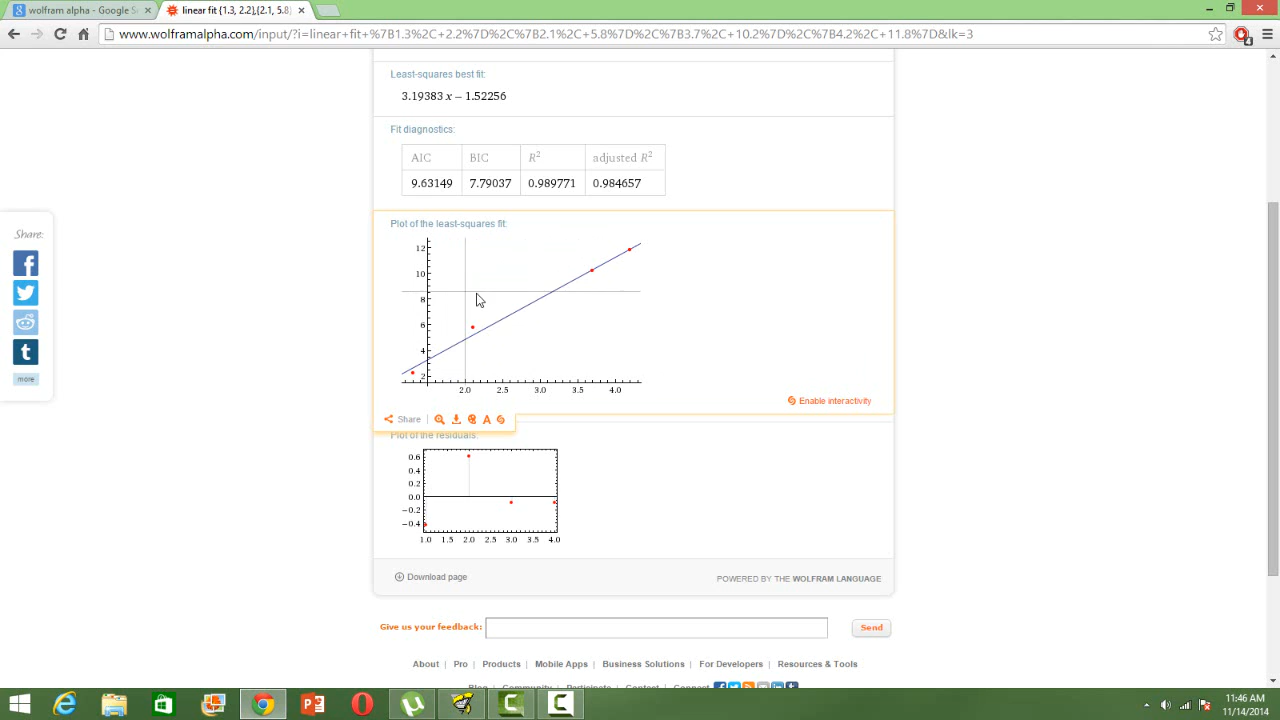 wolfram alpha - Google Se
linear fit {1.3, 2.2},{2.1, 5.8}
www.wolframalpha.com/input/?i=linear+fit+%7B1.3%2C+2.2%7D%2C%7B2.1%2C+5.8%7D%2C%7B3.7%2C+10.2%7D%2C%7B4.2%2C+11.8%7D&lk=3
Least-squares best fit:
3.19383 x − 1.52256
Fit diagnostics:
AIC BIC R² adjusted R²
9.63149 7.79037 0.989771 0.984657
Share:
Plot of the least-squares fit:
12
10
8
6
4
2
2.0 2.5 3.0 3.5 4.0
more
Enable interactivity
Share
A
Plot of the residuals:
0.6
0.4
0.2
0.0
−0.2
−0.4
1.0 1.5 2.0 2.5 3.0 3.5 4.0
Download page
POWERED BY THE WOLFRAM LANGUAGE
Give us your feedback:
Send
About Pro Products Mobile Apps Business Solutions For Developers Resources & Tools
Blog Community Participate Contact Connect
11:46 AM
11/14/2014